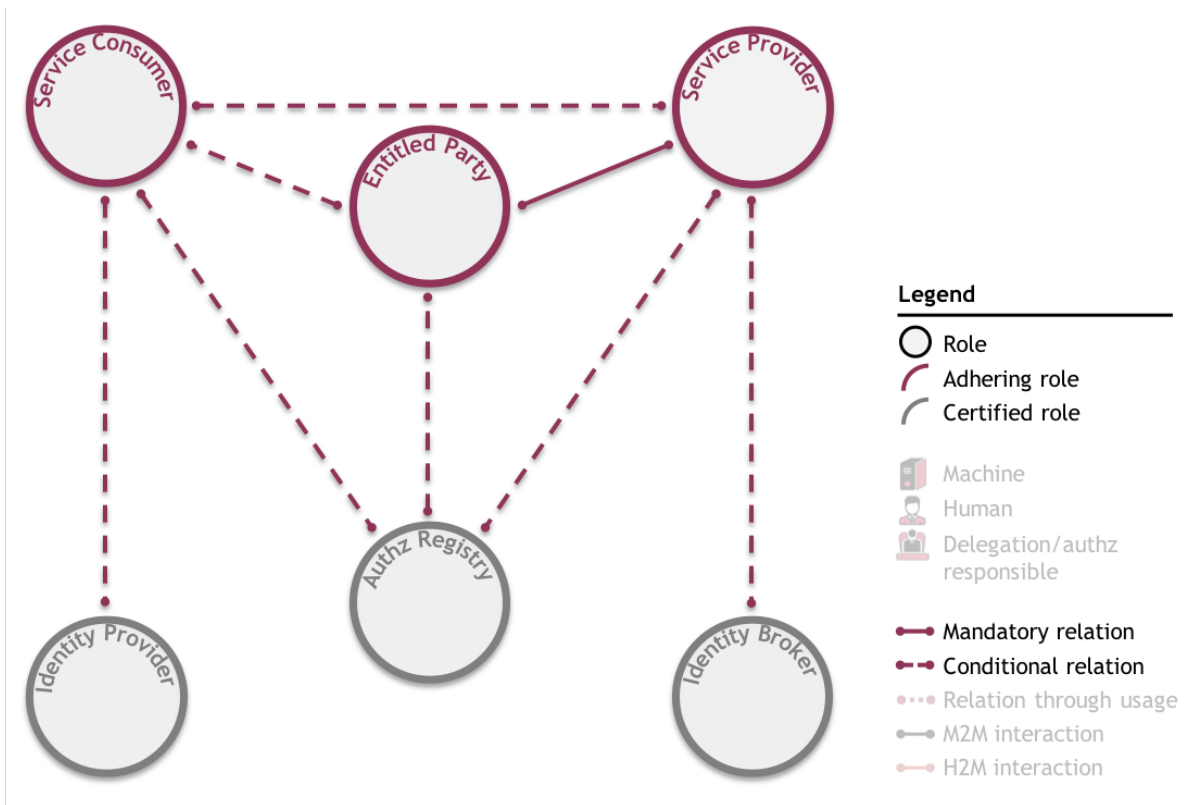 Service Consumer
Service Provider
Entitled Party
Authz Registry
Identity Provider
Identity Broker
Legend
Role
Adhering role
Certified role
Machine
Human
Delegation/authz
responsible
Mandatory relation
Conditional relation
Relation through usage
M2M interaction
H2M interaction